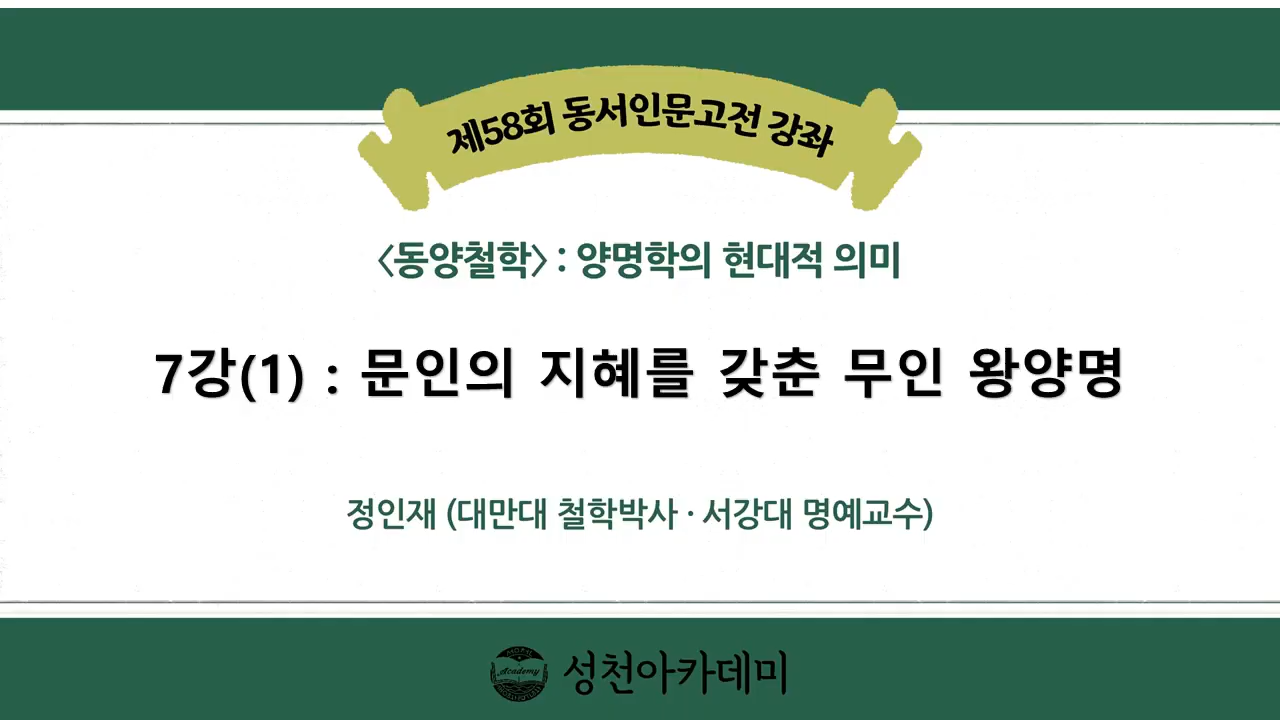 제58회 동서인문고전 강좌
〈동양철학〉 : 양명학의 현대적 의미
7강(1) : 문인의 지혜를 갖춘 무인 왕양명
정인재 (대만대 철학박사 · 서강대 명예교수)
Academy
성천아카데미